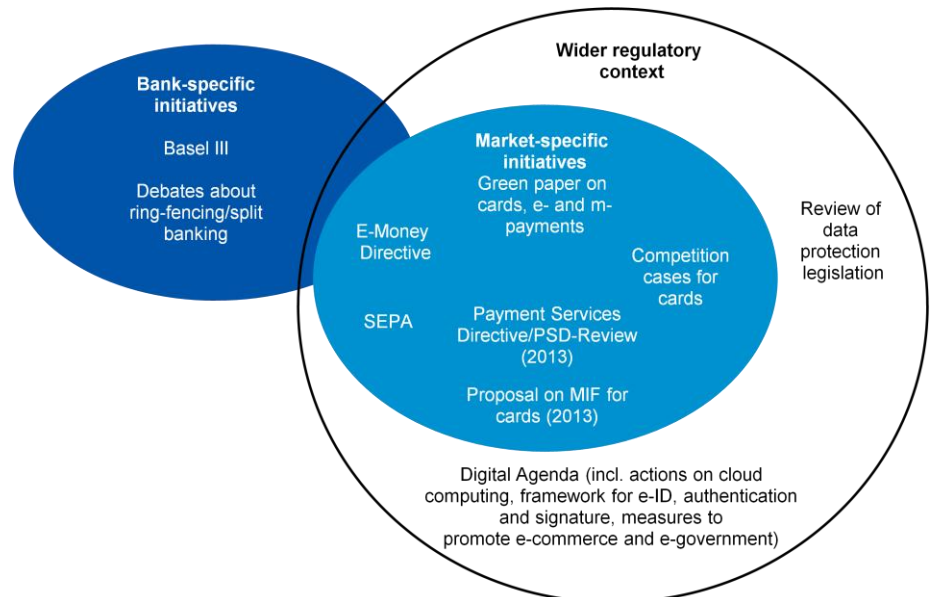 Wider regulatory
context
Bank-specific
initiatives
Basel III
Debates about
ring-fencing/split
banking
Market-specific
initiatives
Green paper on
cards, e- and m-
payments
E-Money
Directive
Competition
cases for
cards
SEPA
Payment Services
Directive/PSD-Review
(2013)
Proposal on MIF for
cards (2013)
Review of
data
protection
legislation
Digital Agenda (incl. actions on cloud
computing, framework for e-ID, authentication
and signature, measures to
promote e-commerce and e-government)